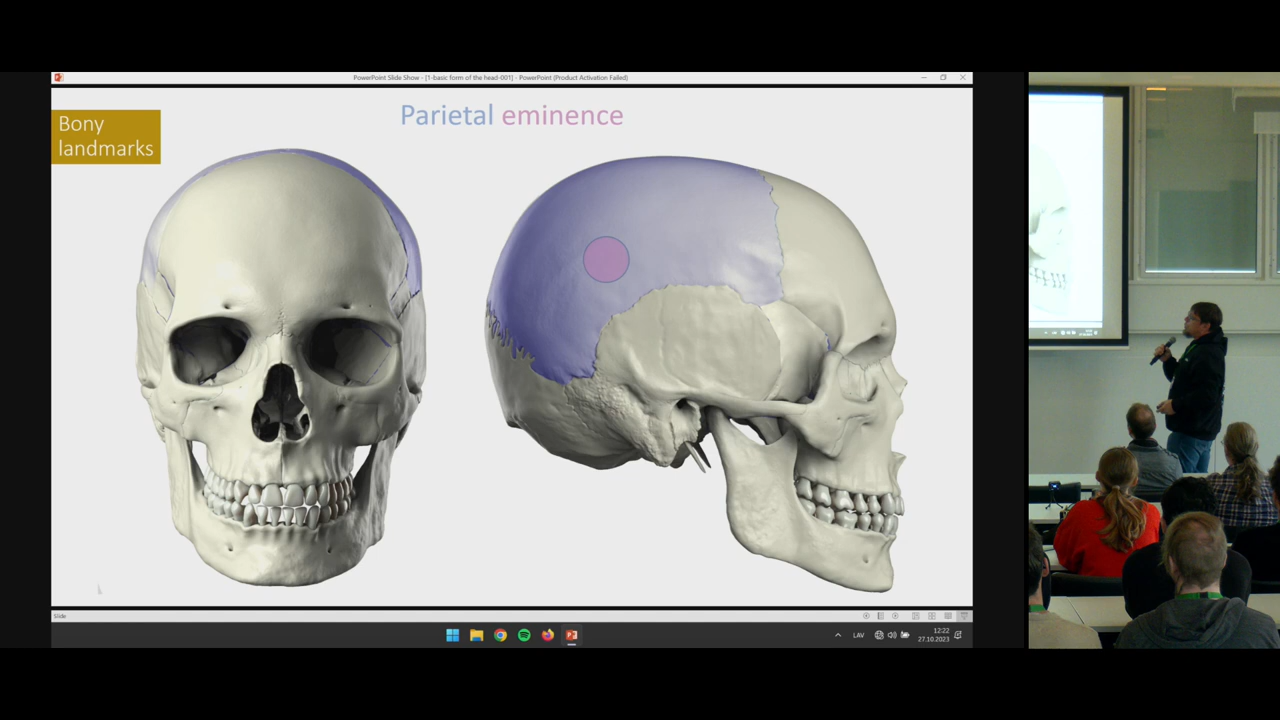 PowerPoint Slide Show - [1-basic form of the head-001] - PowerPoint (Product Activation Failed)
Bony
landmarks
Parietal eminence
Slide
LAV
12:22
27.10.2023